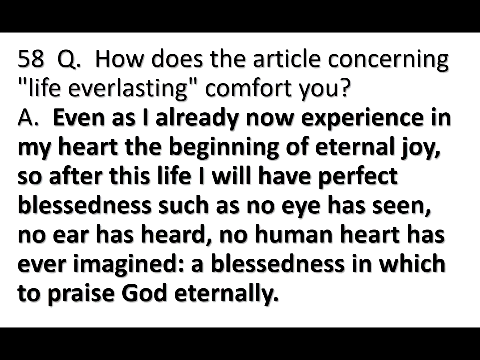 58  Q.  How does the article concerning
"life everlasting" comfort you?
A.  Even as I already now experience in
my heart the beginning of eternal joy,
so after this life I will have perfect
blessedness such as no eye has seen,
no ear has heard, no human heart has
ever imagined: a blessedness in which
to praise God eternally.